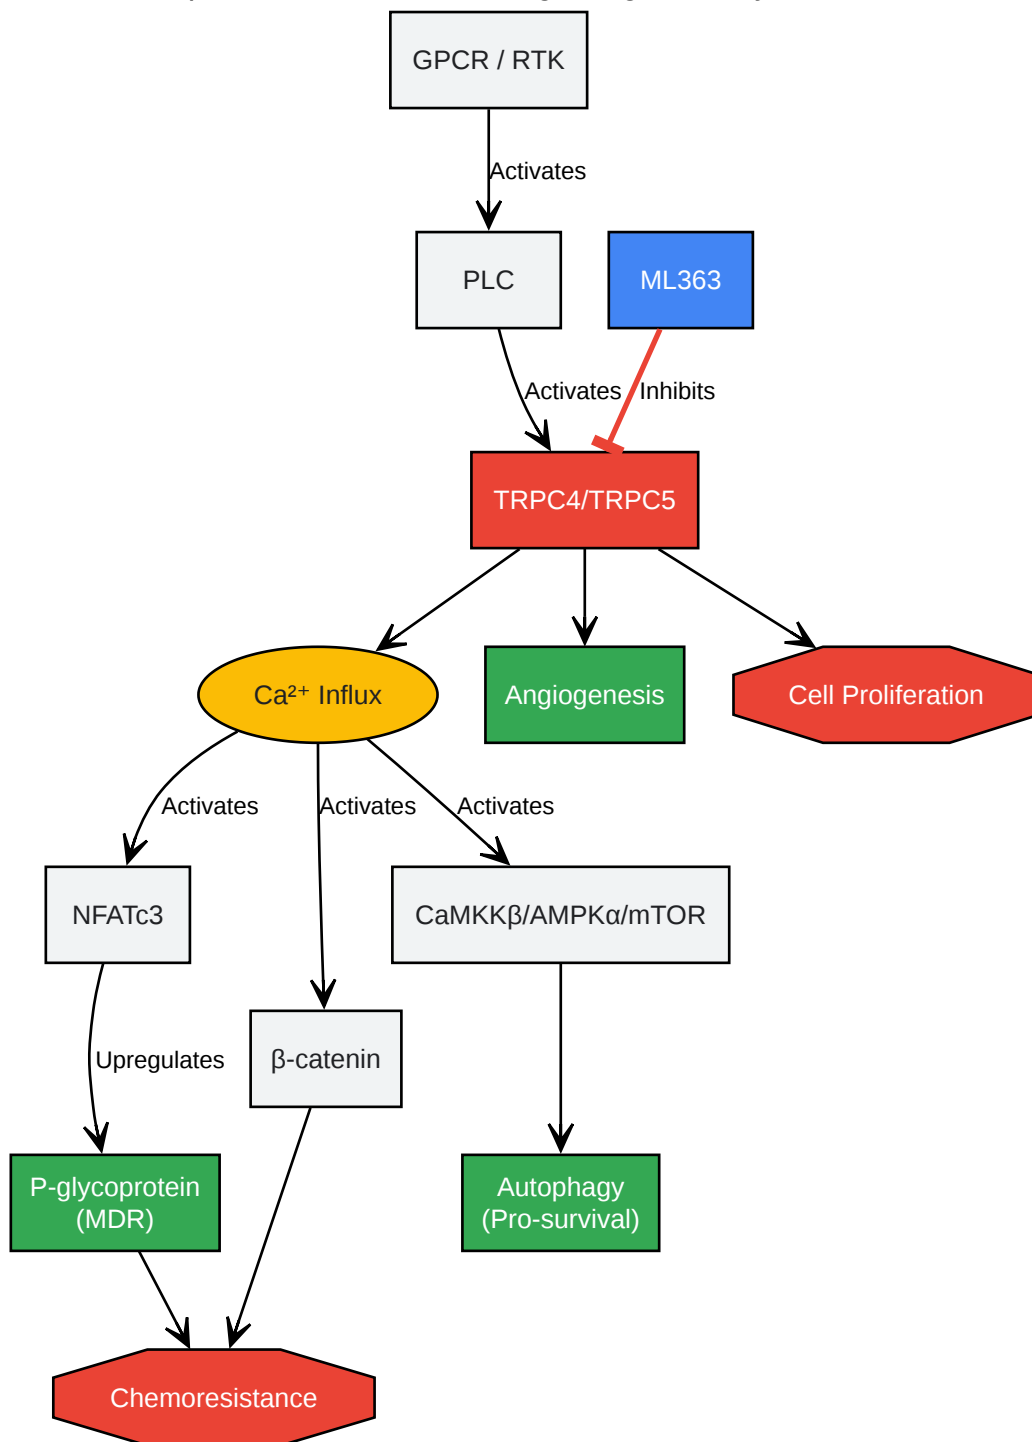 GPCR / RTK
Activates
PLC
ML363
Activates
Inhibits
TRPC4/TRPC5
Ca²⁺ Influx
Angiogenesis
Cell Proliferation
Activates
Activates
Activates
NFATc3
CaMKKβ/AMPKα/mTOR
β-catenin
Upregulates
P-glycoprotein
(MDR)
Autophagy
(Pro-survival)
Chemoresistance